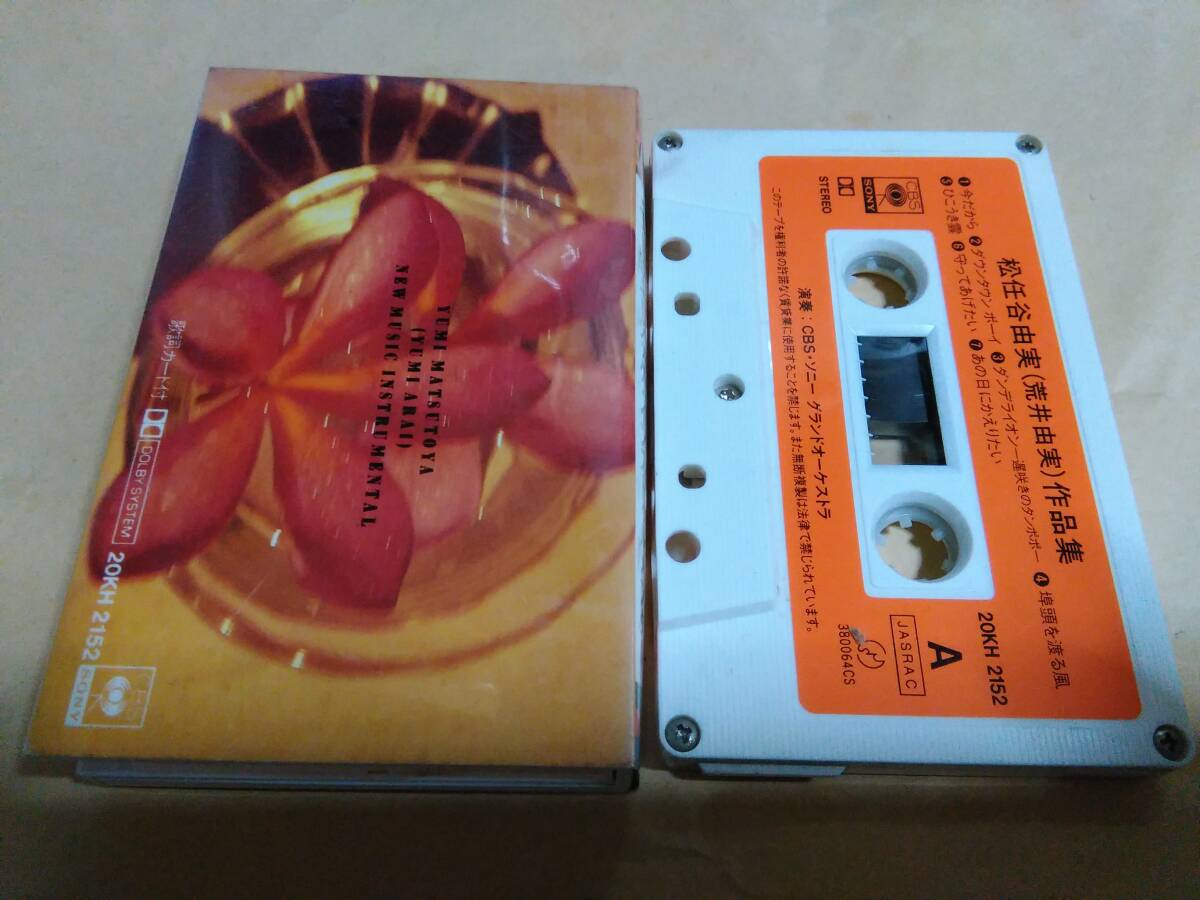 YUMI MATSUTOYA
(YUMI ARAI)
NEW MUSIC INSTRUMENTAL
歌詞カード付
DOLBY SYSTEM
20KH 2152
SONY
CBS
SONY
STEREO
❶今だから ❷ダウンタウン ボーイ ❸ダンデライオン—遅咲きのタンポポ— ❹埠頭を渡る風
❺ひこうき雲 ❻守ってあげたい ❼あの日にかえりたい
松任谷由実(荒井由実)作品集
20KH 2152
演奏:CBS・ソニー・グランドオーケストラ
A
JASRAC
このテープを権利者の許諾なく賃貸業に使用することを禁じます。また無断複製は法律で禁じられています。
380064CS